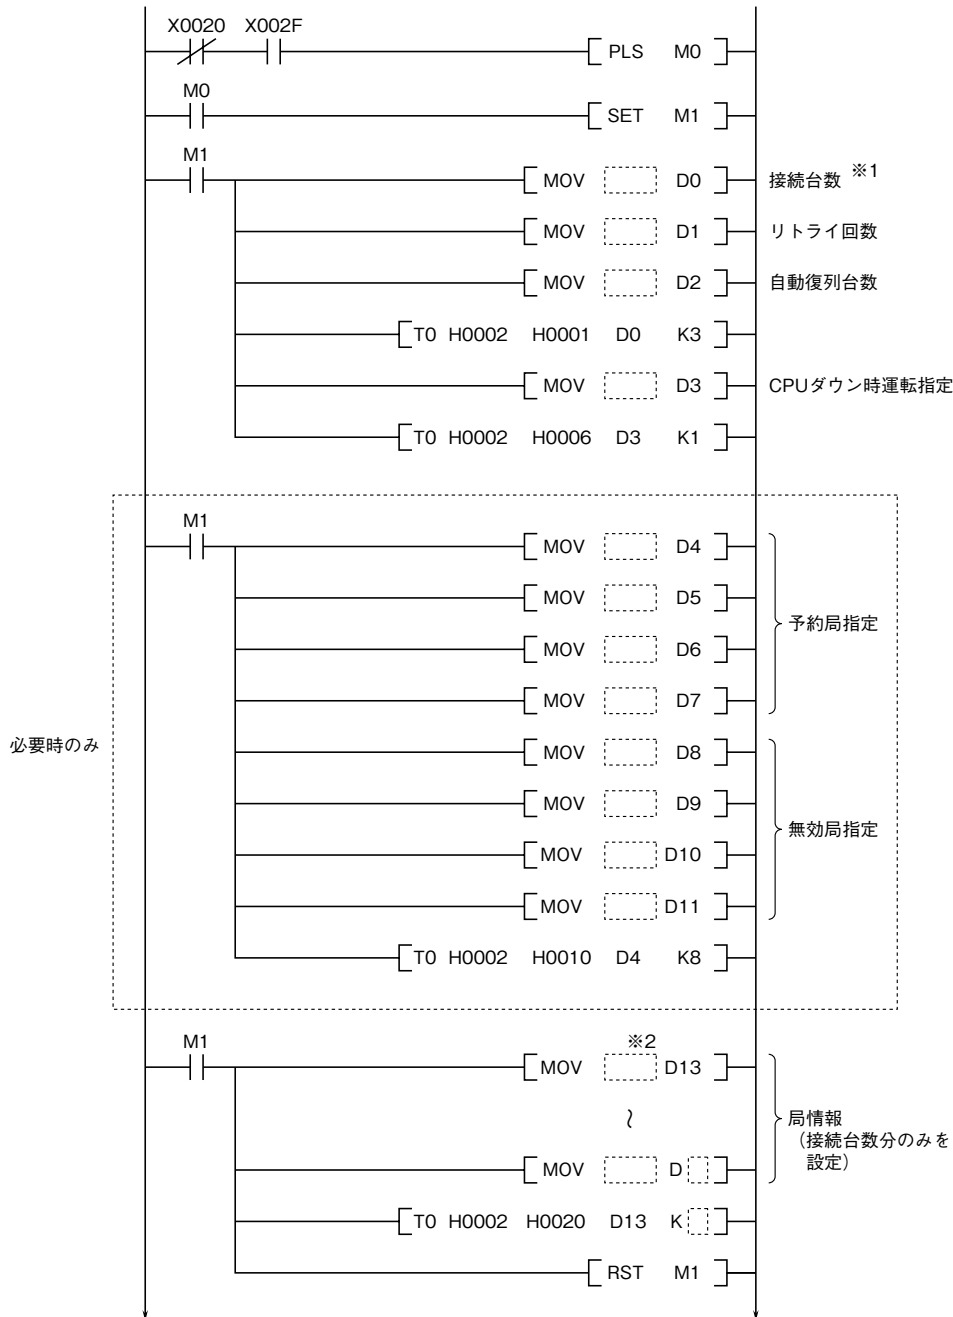 X0020 X002F
PLS M0
M0
SET M1
M1
MOV D0 接続台数 ※1
MOV D1 リトライ回数
MOV D2 自動復列台数
T0 H0002 H0001 D0 K3
MOV D3 CPUダウン時運転指定
T0 H0002 H0006 D3 K1
M1
MOV D4
MOV D5
予約局指定
MOV D6
MOV D7
必要時のみ
MOV D8
MOV D9
無効局指定
MOV D10
MOV D11
T0 H0002 H0010 D4 K8
M1
※2
MOV D13
〜
局情報
（接続台数分のみを
設定）
MOV D
T0 H0002 H0020 D13 K
RST M1